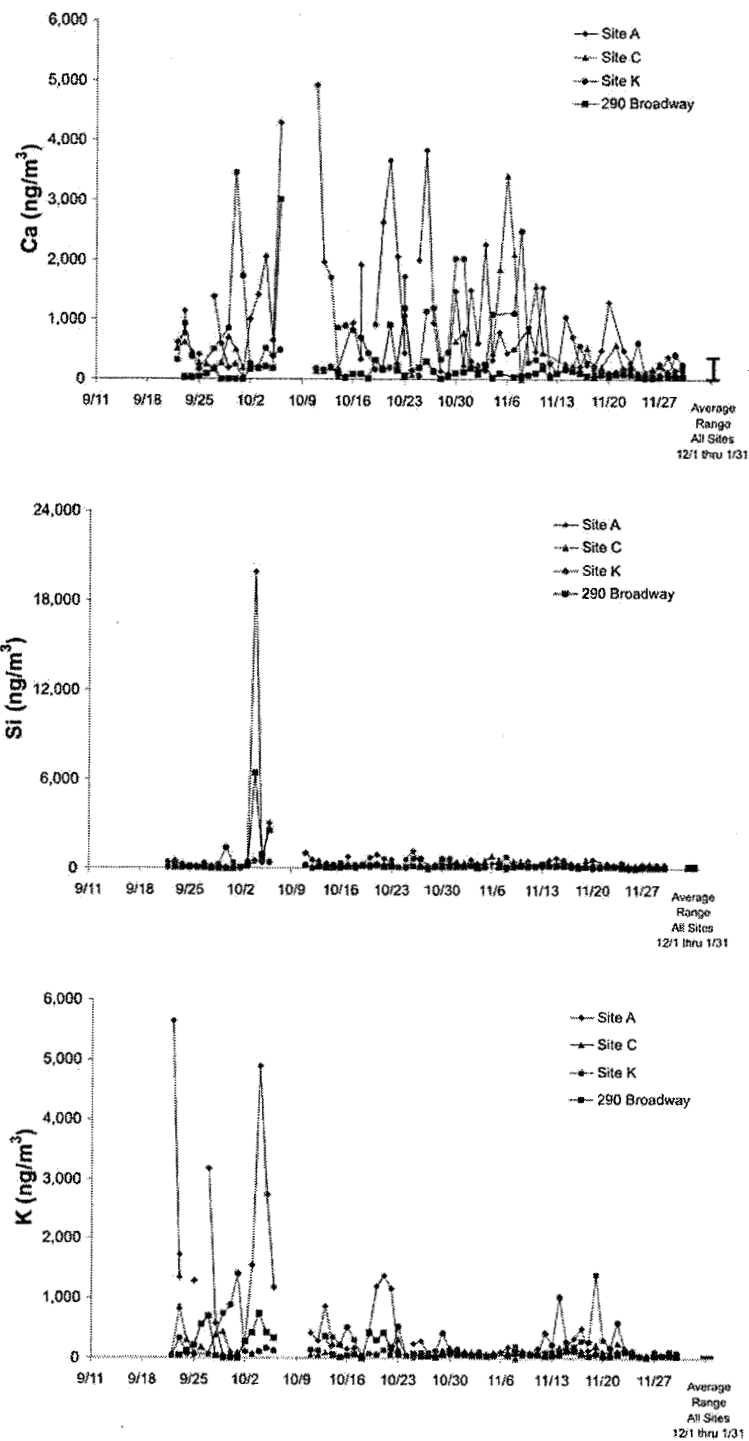 6,000
5,000
4,000
3,000
2,000
1,000
0
Ca (ng/m³)
Site A
Site C
Site K
290 Broadway
9/11 9/18 9/25 10/2 10/9 10/16 10/23 10/30 11/6 11/13 11/20 11/27
Average
Range
All Sites
12/1 thru 1/31
24,000
18,000
12,000
6,000
0
Si (ng/m³)
Site A
Site C
Site K
290 Broadway
9/11 9/18 9/25 10/2 10/9 10/16 10/23 10/30 11/6 11/13 11/20 11/27
Average
Range
All Sites
12/1 thru 1/31
6,000
5,000
4,000
3,000
2,000
1,000
0
K (ng/m³)
Site A
Site C
Site K
290 Broadway
9/11 9/18 9/25 10/2 10/9 10/16 10/23 10/30 11/6 11/13 11/20 11/27
Average
Range
All Sites
12/1 thru 1/31